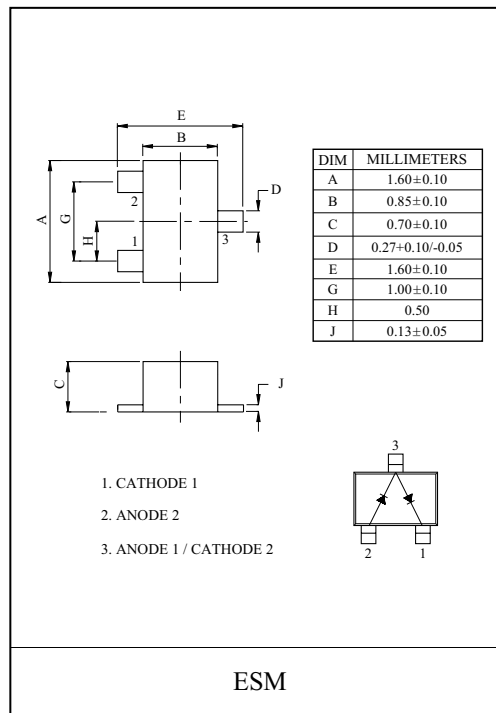 E
B
D
A
G
H
2
1
3
DIM MILLIMETERS
A 1.60±0.10
B 0.85±0.10
C 0.70±0.10
D 0.27+0.10/-0.05
E 1.60±0.10
G 1.00±0.10
H 0.50
J 0.13±0.05
C
J
1. CATHODE 1
2. ANODE 2
3. ANODE 1 / CATHODE 2
3
2 1
ESM